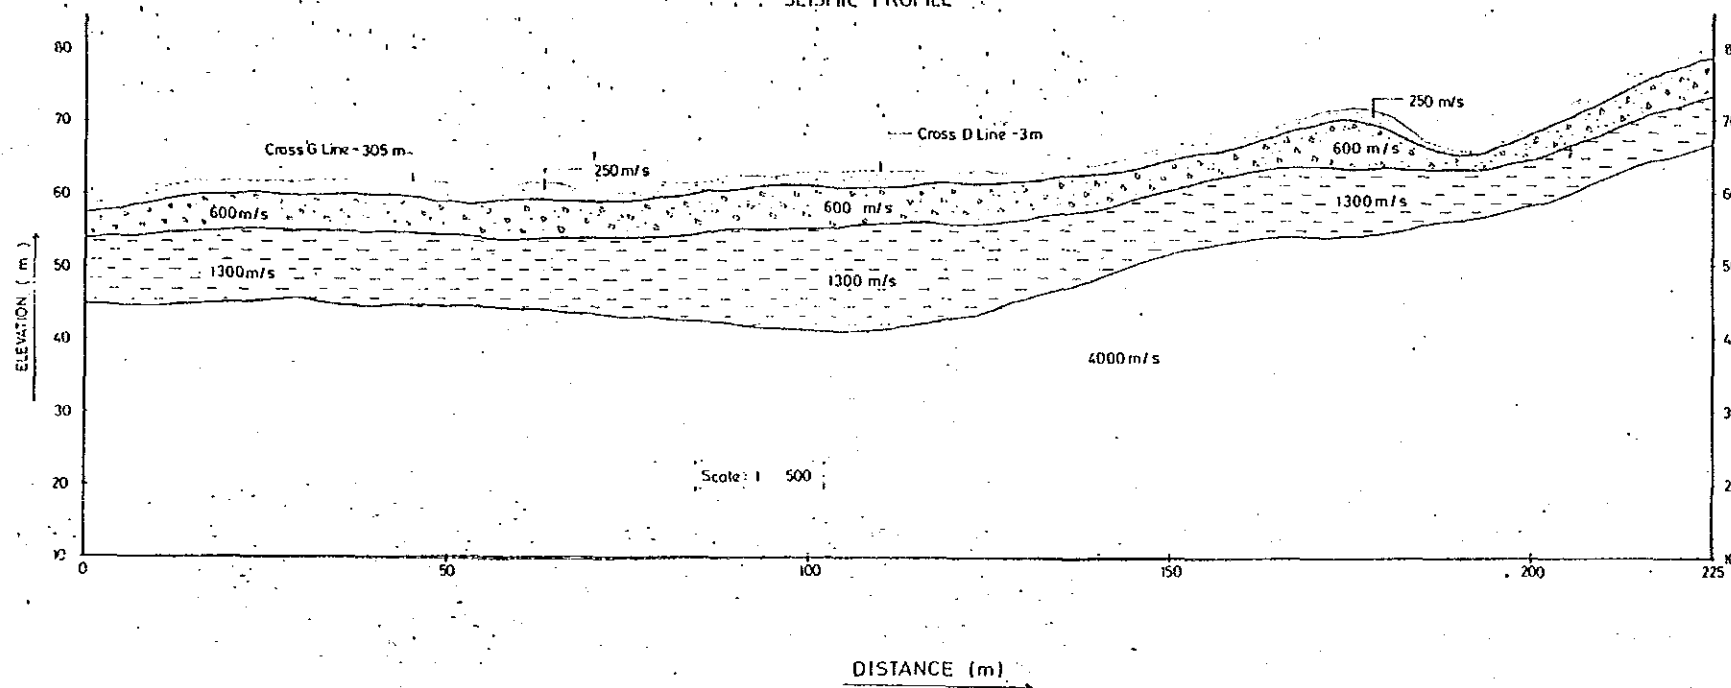 SEISMIC PROFILE
80
70
60
50
40
30
20
10
ELEVATION (m)
Cross G Line - 305 m
250 m/s
Cross D Line - 3m
250 m/s
600 m/s
600 m/s
600 m/s
1300 m/s
1300 m/s
1300 m/s
4000 m/s
Scale: 1 500
0
50
100
150
200
225
DISTANCE (m)